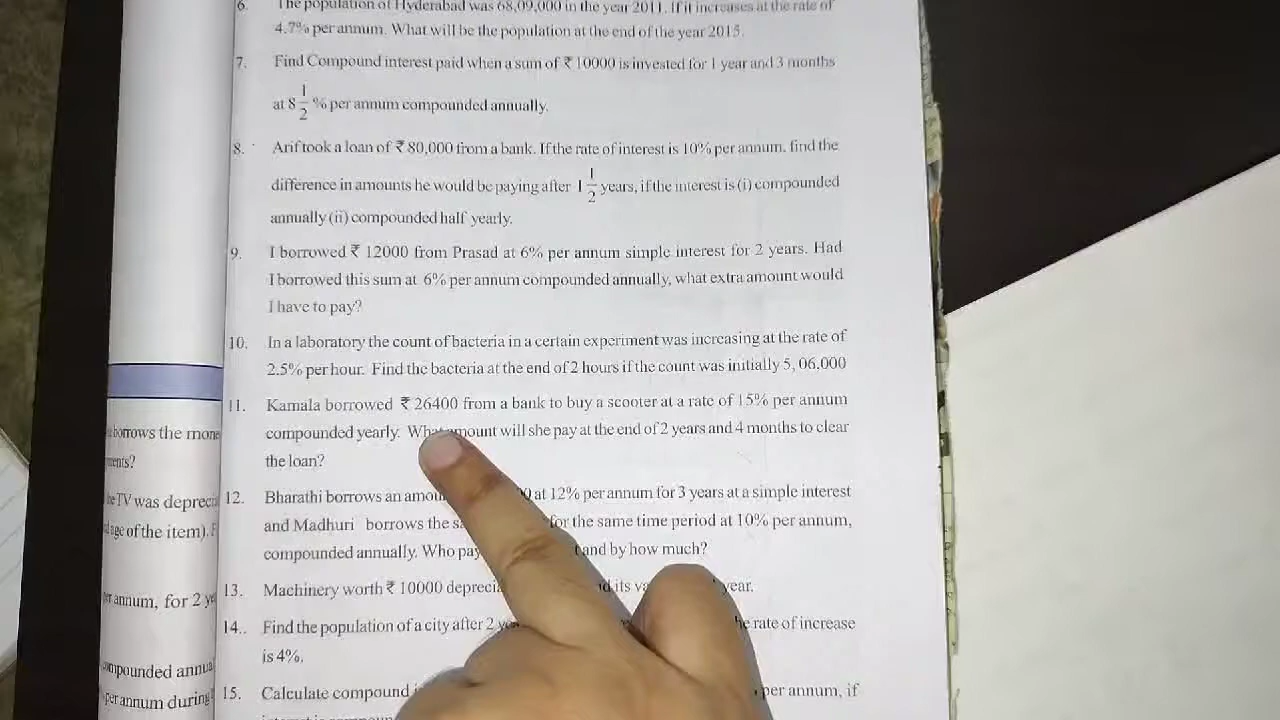 6. The population of Hyderabad was 68,09,000 in the year 2011. If it increases at the rate of
4.7% per annum. What will be the population at the end of the year 2015.
7. Find Compound interest paid when a sum of ₹ 10000 is invested for 1 year and 3 months
at 8 1/2 % per annum compounded annually.
8. Arif took a loan of ₹ 80,000 from a bank. If the rate of interest is 10% per annum, find the
difference in amounts he would be paying after 1 1/2 years, if the interest is (i) compounded
annually (ii) compounded half yearly.
9. I borrowed ₹ 12000 from Prasad at 6% per annum simple interest for 2 years. Had
I borrowed this sum at 6% per annum compounded annually, what extra amount would
I have to pay?
10. In a laboratory the count of bacteria in a certain experiment was increasing at the rate of
2.5% per hour. Find the bacteria at the end of 2 hours if the count was initially 5, 06,000
11. Kamala borrowed ₹ 26400 from a bank to buy a scooter at a rate of 15% per annum
compounded yearly. What amount will she pay at the end of 2 years and 4 months to clear
the loan?
12. Bharathi borrows an at 12% per annum for 3 years at a simple interest
and Madhuri borrows the for the same time period at 10% per annum,
compounded annually. Who and by how much?
13. Machinery worth ₹ 10000 its year.
14.. Find the population of a city after 2 rate of increase
is 4%.
15. Calculate compound per annum, if
borrows the
TV was
of the item).
annum, for 2
annum during